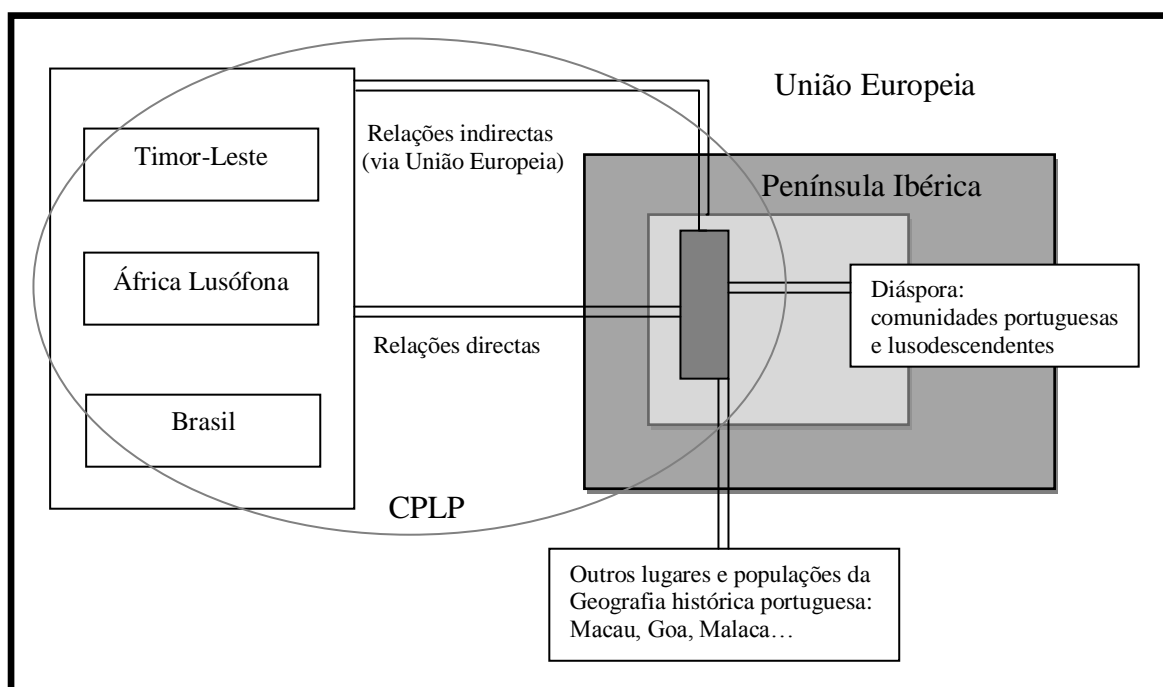 União Europeia
Relações indirectas
(via União Europeia)
Timor-Leste
Península Ibérica
África Lusófona
Diáspora:
comunidades portuguesas
e lusodescendentes
Relações directas
Brasil
CPLP
Outros lugares e populações da
Geografia histórica portuguesa:
Macau, Goa, Malaca…